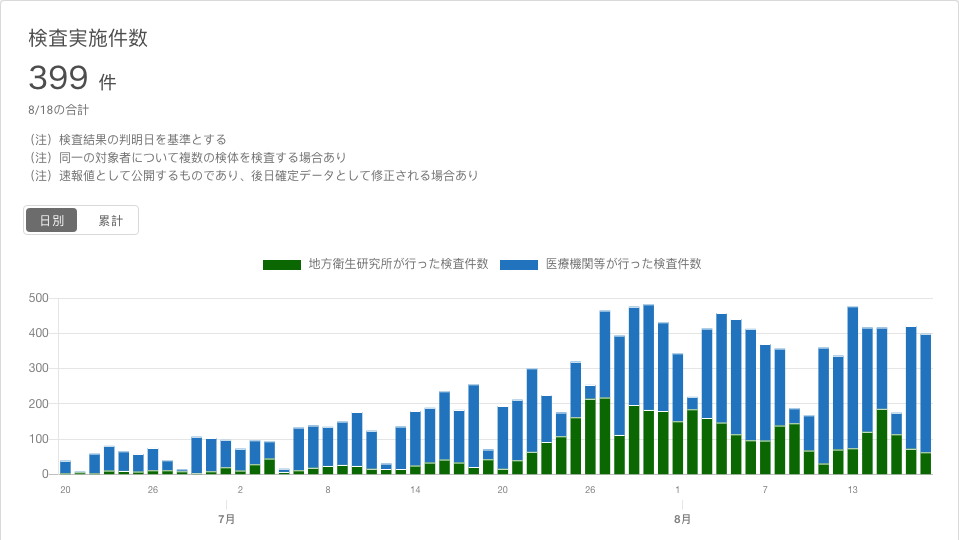 検査実施件数
399 件
8/18の合計
（注）検査結果の判明日を基準とする
（注）同一の対象者について複数の検体を検査する場合あり
（注）速報値として公開するものであり、後日確定データとして修正される場合あり
日別 累計
地方衛生研究所が行った検査件数 医療機関等が行った検査件数
500
400
300
200
100
0
20 26 2 8 14 20 26 1 7 13
7月 8月